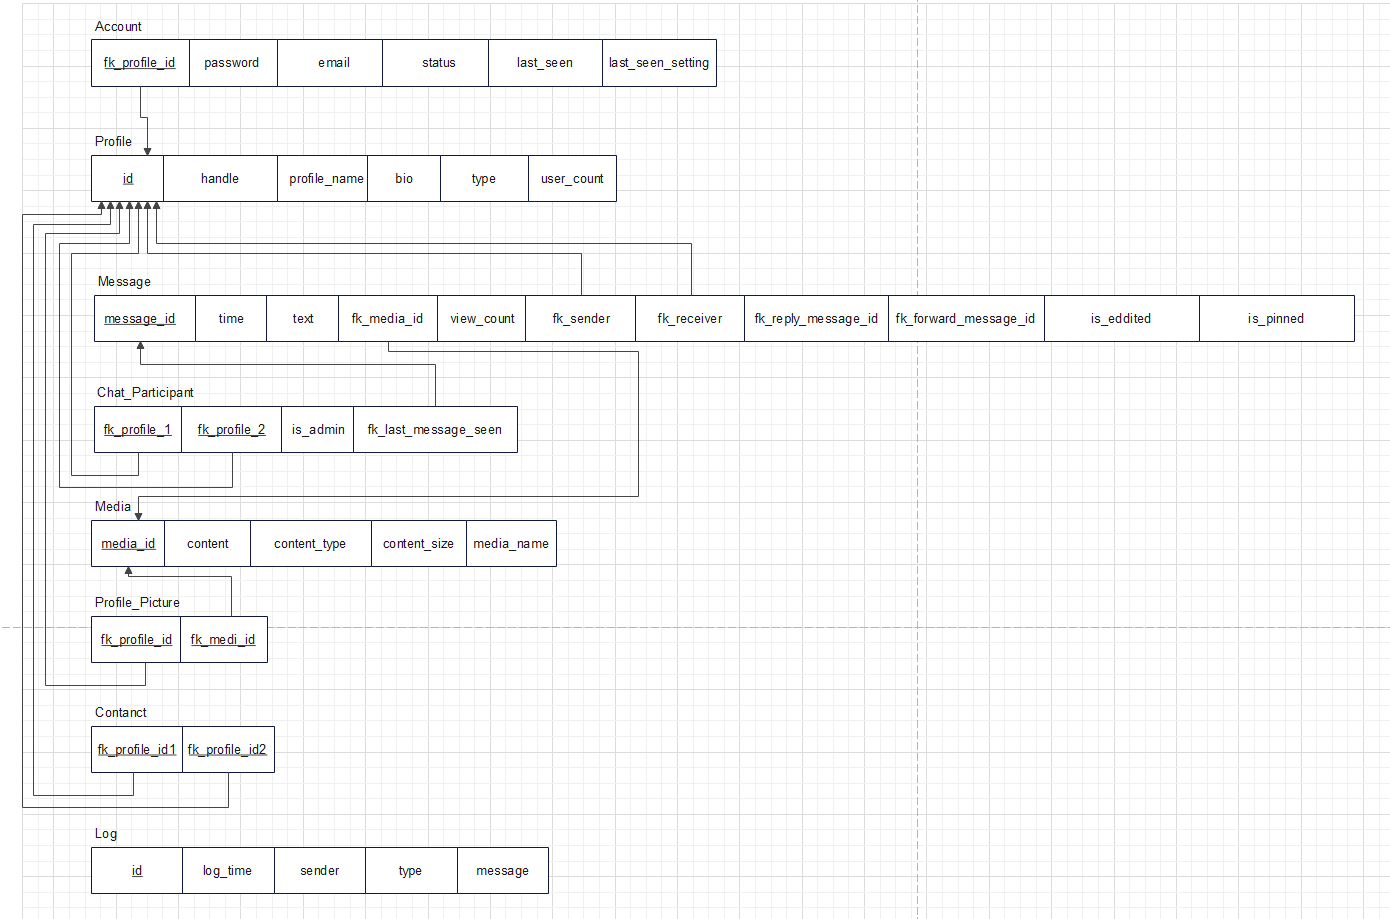 Account
fk_profile_id password email status last_seen last_seen_setting
Profile
id handle profile_name bio type user_count
Message
message_id time text fk_media_id view_count fk_sender fk_receiver fk_reply_message_id fk_forward_message_id is_eddited is_pinned
Chat_Participant
fk_profile_1 fk_profile_2 is_admin fk_last_message_seen
Media
media_id content content_type content_size media_name
Profile_Picture
fk_profile_id fk_medi_id
Contanct
fk_profile_id1 fk_profile_id2
Log
id log_time sender type message